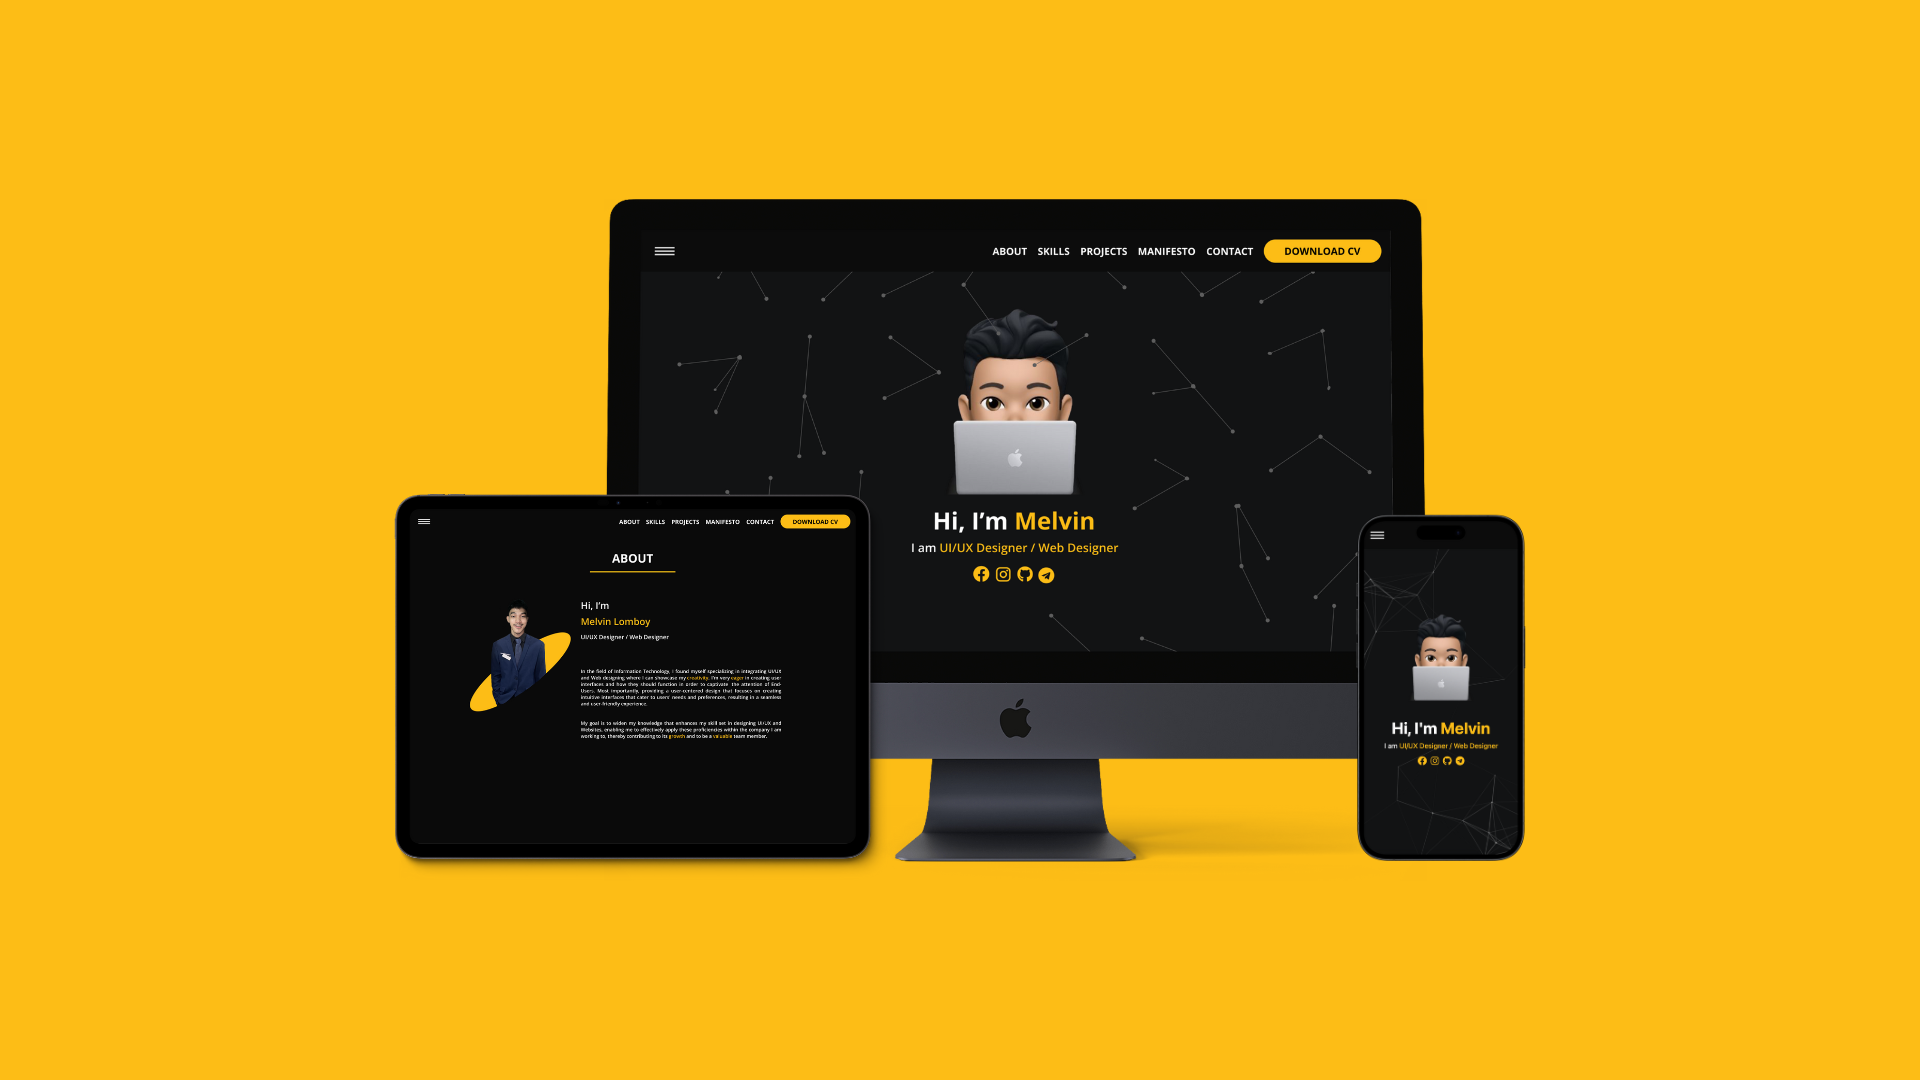 ABOUT SKILLS PROJECTS MANIFESTO CONTACT DOWNLOAD CV
Hi, I’m Melvin
I am UI/UX Designer / Web Designer
ABOUT SKILLS PROJECTS MANIFESTO CONTACT DOWNLOAD CV
ABOUT
Hi, I’m
Melvin Lomboy
UI/UX Designer / Web Designer
In the field of Information Technology, I found myself specializing in integrating UI/UX
and Web designing where I can showcase my creativity. I’m very eager in creating user
interfaces and how they should function in order to captivate the attention of End-
Users. Most importantly, providing a user-centered design that focuses on creating
intuitive interfaces that cater to users’ needs and preferences, resulting in a seamless
and user-friendly experience.
My goal is to widen my knowledge that enhances my skill set in designing UI/UX and
Websites, enabling me to effectively apply these proficiencies within the company I am
working to, thereby contributing to its growth and to be a valuable team member.
Hi, I'm Melvin
I am UI/UX Designer / Web Designer